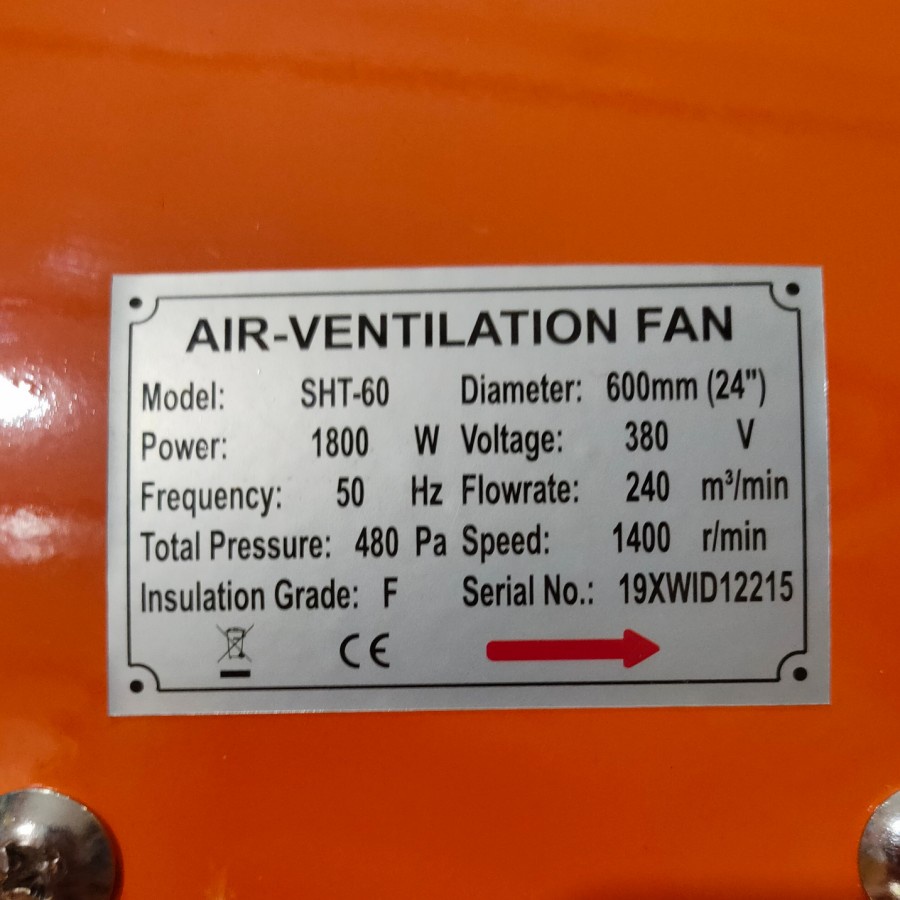 AIR-VENTILATION FAN
Model: SHT-60 Diameter: 600mm (24")
Power: 1800 W Voltage: 380 V
Frequency: 50 Hz Flowrate: 240 m³/min
Total Pressure: 480 Pa Speed: 1400 r/min
Insulation Grade: F Serial No.: 19XWID12215
CE